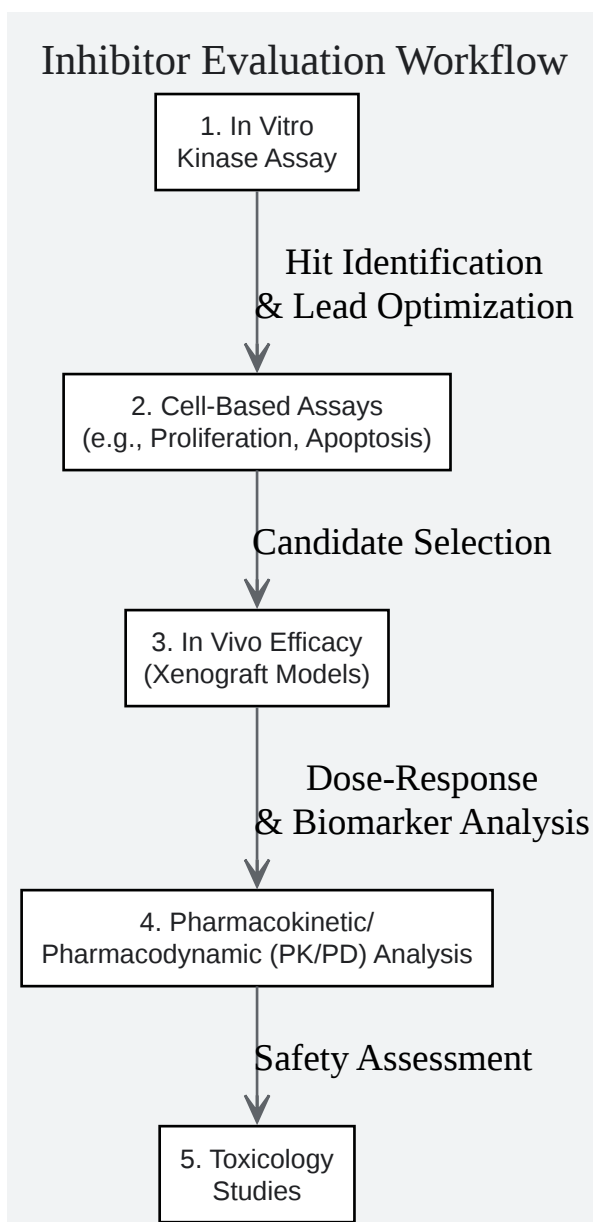 Inhibitor Evaluation Workflow
1. In Vitro
Kinase Assay
Hit Identification
& Lead Optimization
2. Cell-Based Assays
(e.g., Proliferation, Apoptosis)
Candidate Selection
3. In Vivo Efficacy
(Xenograft Models)
Dose-Response
& Biomarker Analysis
4. Pharmacokinetic/
Pharmacodynamic (PK/PD) Analysis
Safety Assessment
5. Toxicology
Studies